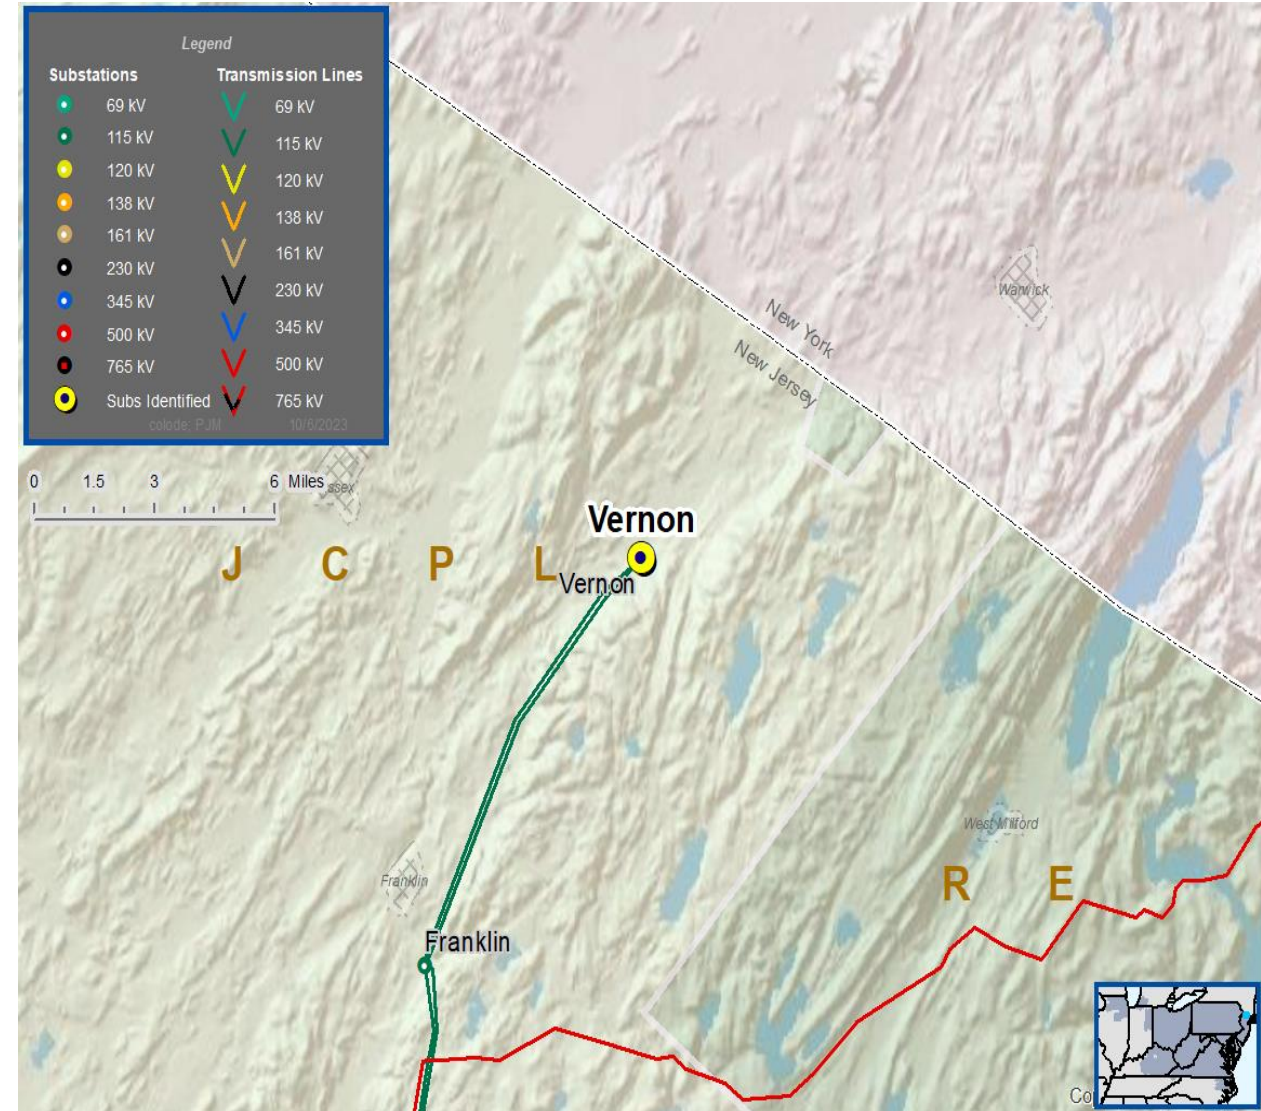 Legend
Substations Transmission Lines
69 kV 69 kV
115 kV 115 kV
120 kV 120 kV
138 kV 138 kV
161 kV 161 kV
230 kV 230 kV
345 kV 345 kV
500 kV 500 kV
765 kV 765 kV
Subs Identified
colode: PJM 10/6/2023
0 1.5 3 6 Miles
ssex
Warwick
New York
New Jersey
Vernon
J C P L
Vernon
West Milford
Franklin
R E
Franklin
Co